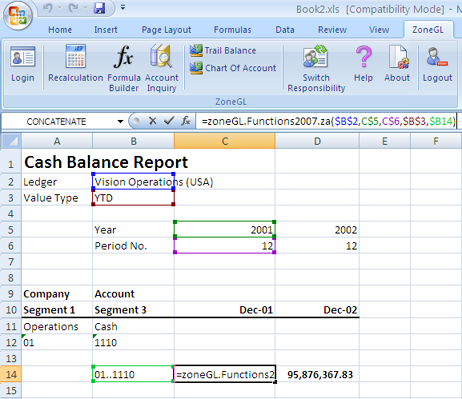 Book2.xls [Compatibility Mode] - M
Home Insert Page Layout Formulas Data Review View ZoneGL
Trail Balance
Chart Of Account
Login Recalculation Formula Builder Account Inquiry Switch Responsibility Help About Logout
ZoneGL
CONCATENATE fx =zoneGL.Functions2007.za($B$2,C$5,C$6,$B$3,$B14)
A B C D E F
1 Cash Balance Report
2 Ledger Vision Operations (USA)
3 Value Type YTD
4
5 Year 2001 2002
6 Period No. 12 12
7
8
9 Company Account
10 Segment 1 Segment 3 Dec-01 Dec-02
11 Operations Cash
12 01 1110
13
14 01..1110 =zoneGL.Functions2 95,876,367.83
15